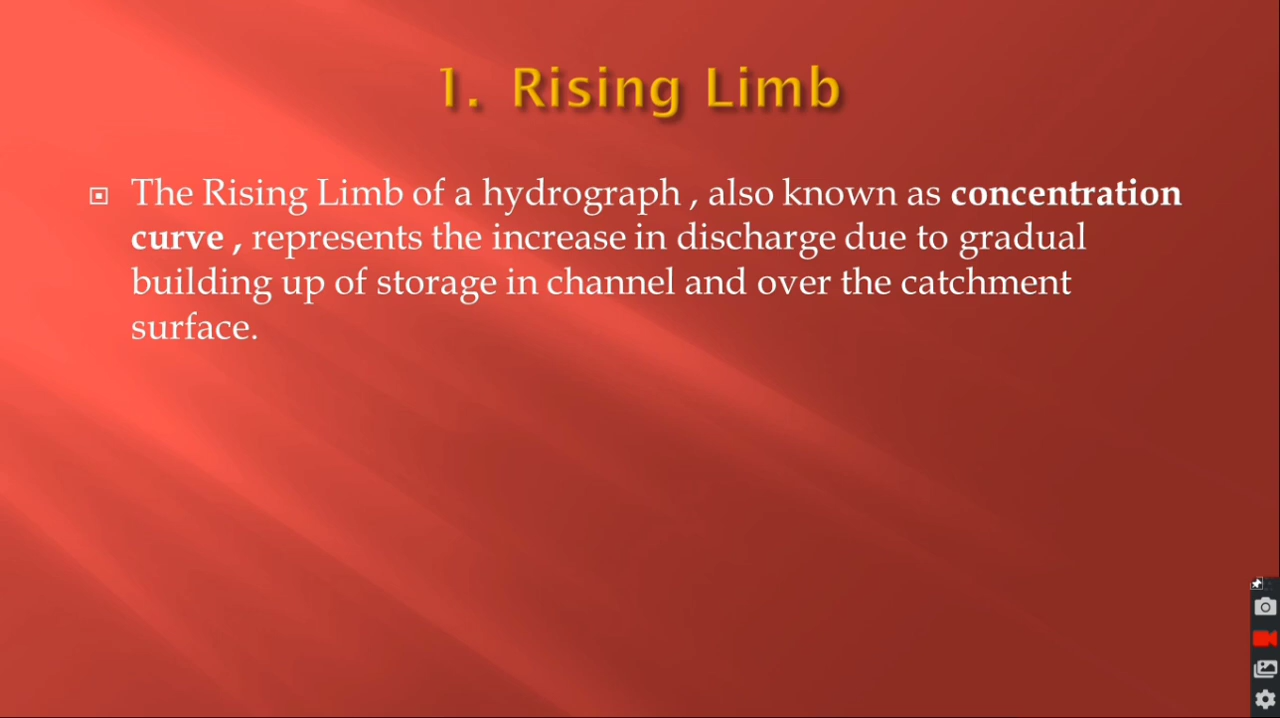 1. Rising Limb
The Rising Limb of a hydrograph , also known as concentration
curve , represents the increase in discharge due to gradual
building up of storage in channel and over the catchment
surface.